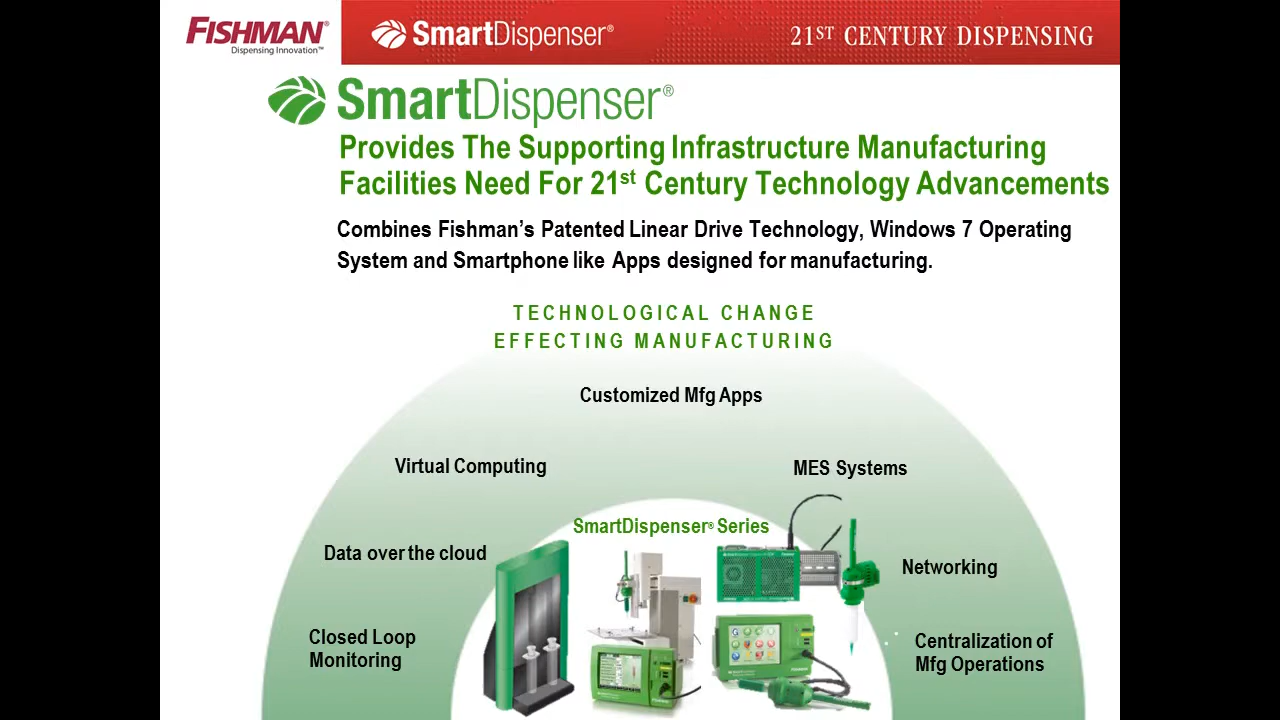 FISHMAN®
Dispensing Innovation™
SmartDispenser®
21ST CENTURY DISPENSING
SmartDispenser®
Provides The Supporting Infrastructure Manufacturing
Facilities Need For 21st Century Technology Advancements
Combines Fishman's Patented Linear Drive Technology, Windows 7 Operating
System and Smartphone like Apps designed for manufacturing.
TECHNOLOGICAL CHANGE
EFFECTING MANUFACTURING
Customized Mfg Apps
Virtual Computing
MES Systems
SmartDispenser® Series
Data over the cloud
Networking
Closed Loop
Monitoring
Centralization of
Mfg Operations
FISHMAN